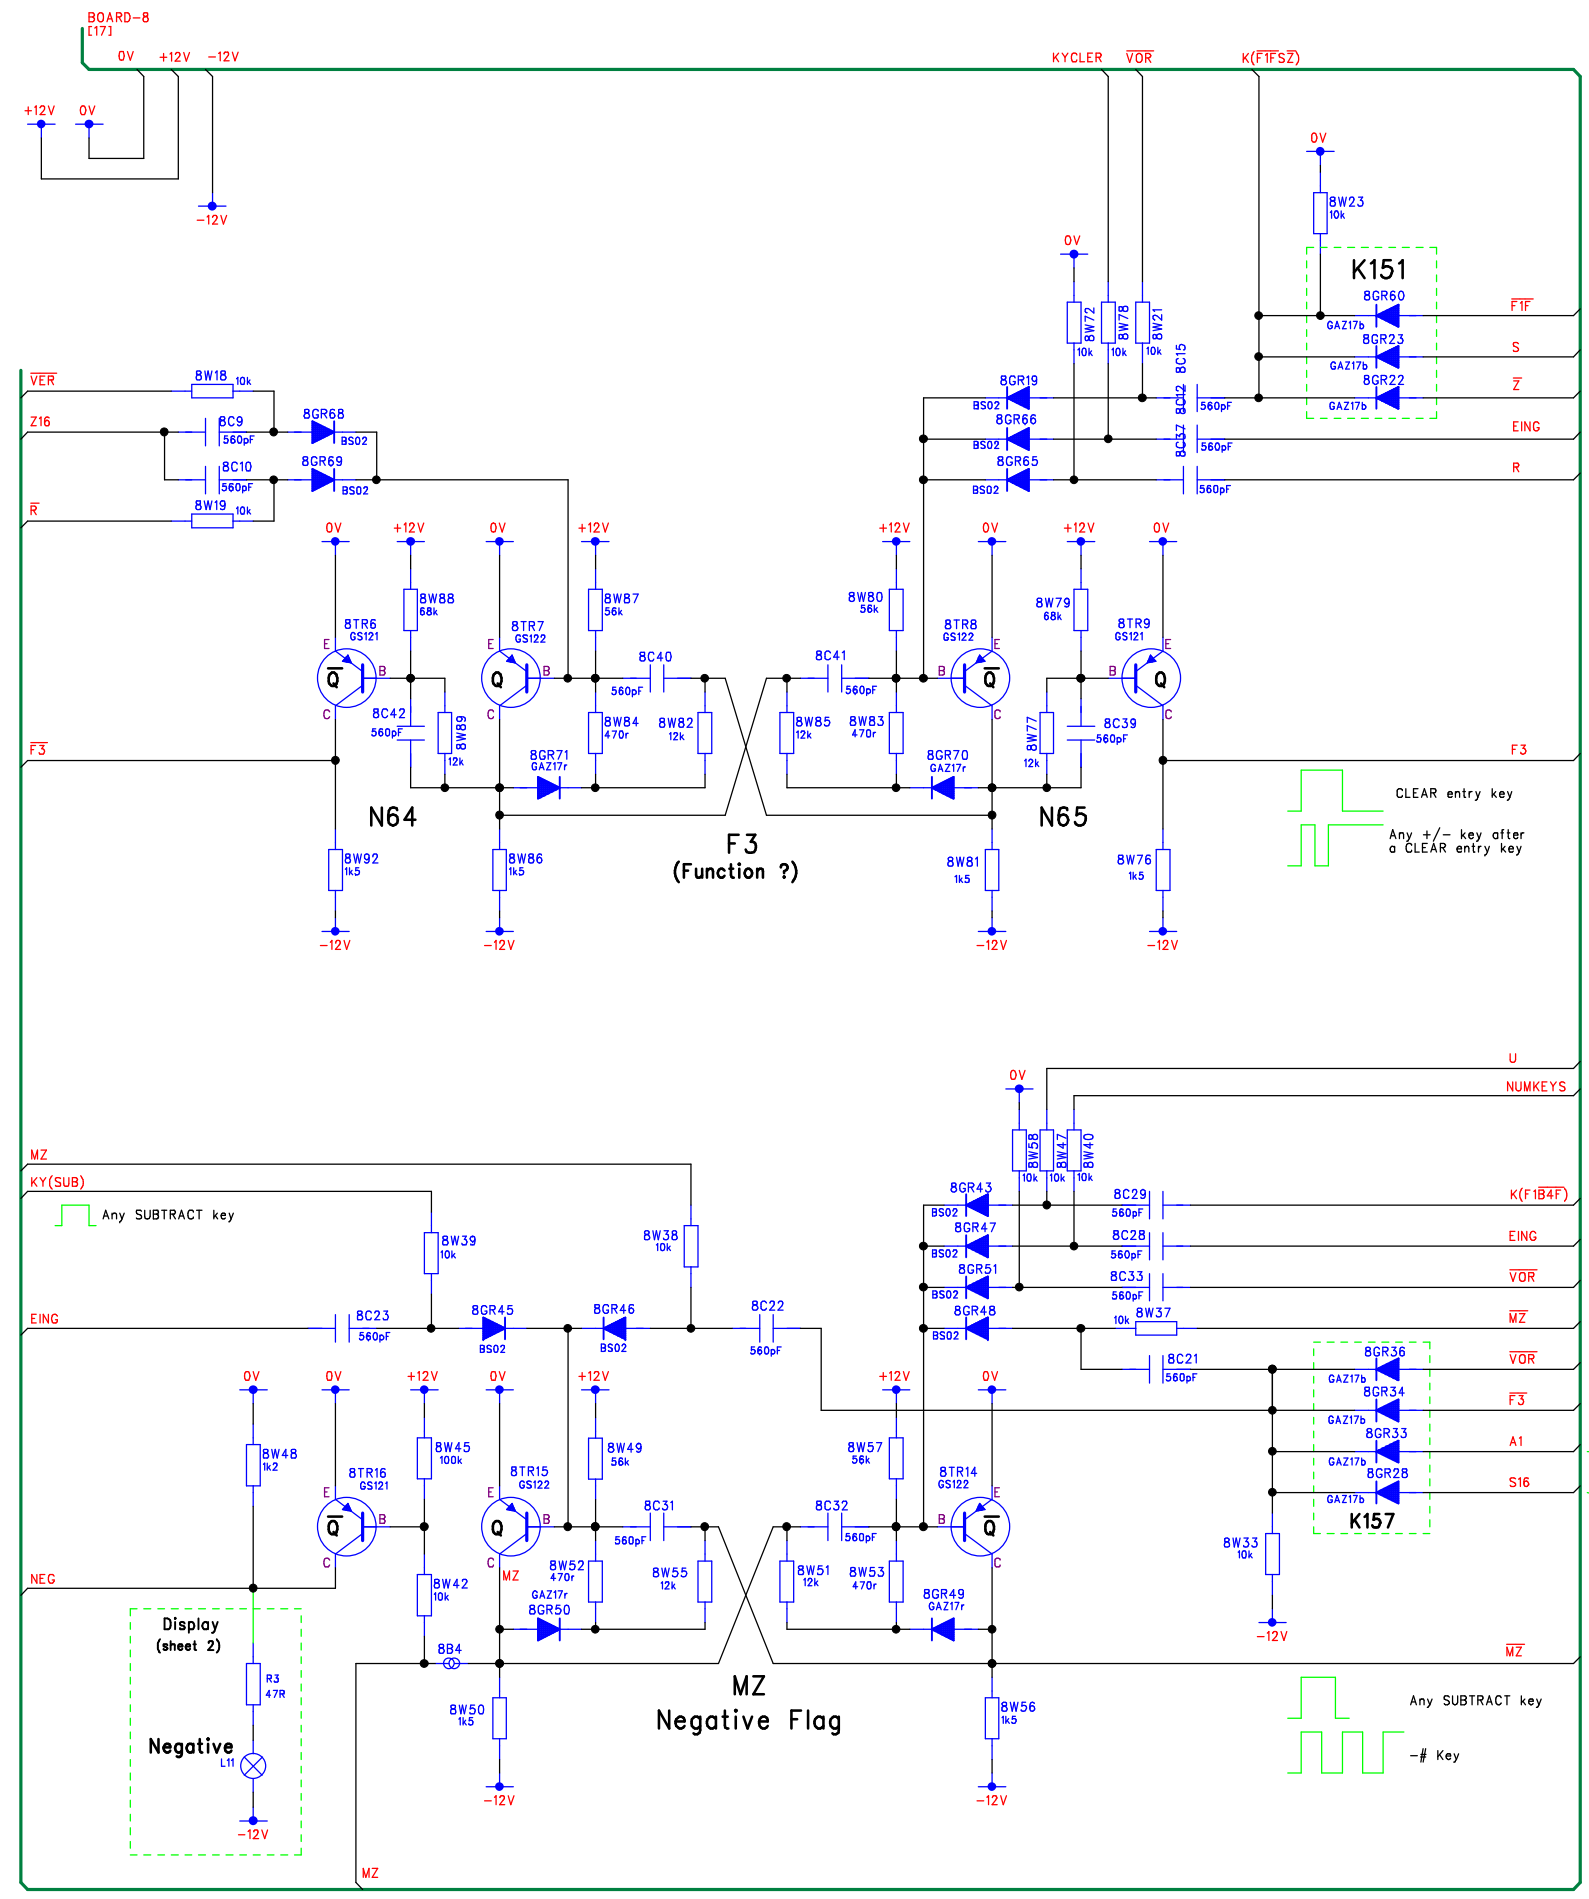 BOARD-8
[17]
0V +12V -12V KYCLER VOR K(F1FSZ)
+12V 0V
0V
-12V
8W23
10k
0V
K151
8GR60
GAZ17b
F1F
8W72 10k
8W78 10k
8W21 10k
8GR23
GAZ17b
S
8GR22
GAZ17b
Z
8C15
8C12
560pF
EING
8C37
560pF
R
560pF
8GR19
BS02
8GR66
BS02
8GR65
BS02
VER
8W18 10k
Z16
8C9
560pF
8GR68
BS02
8C10
560pF
8GR69
BS02
R
8W19 10k
0V +12V 0V +12V +12V 0V +12V 0V
8W88
68k
8W87
56k
8W80
56k
8W79
68k
8TR6
GS121
8TR7
GS122
8TR8
GS122
8TR9
GS121
E E E E
Q B Q B B Q B Q
C C C C
8C40
560pF
8C41
560pF
8C42
560pF
8W89
12k
8W84
470r
8W82
12k
8W85
12k
8W83
470r
8W77
12k
8C39
560pF
8GR71
GAZ17r
8GR70
GAZ17r
F3
F3
N64
N65
F3
(Function ?)
CLEAR entry key
Any +/- key after
a CLEAR entry key
8W92
1k5
8W86
1k5
8W81
1k5
8W76
1k5
-12V -12V -12V -12V
U
0V
NUMKEYS
8W58 10k
8W47 10k
8W40 10k
MZ
KY(SUB)
Any SUBTRACT key
8W39
10k
8W38
10k
8GR43
BS02
8C29
560pF
K(F1B4F)
8GR47
BS02
8C28
560pF
EING
8GR51
BS02
8C33
560pF
VOR
8GR48
BS02
10k 8W37
MZ
EING
8C23
560pF
8GR45
BS02
8GR46
BS02
8C22
560pF
8C21
560pF
8GR36
GAZ17b
VOR
8GR34
GAZ17b
F3
8GR33
GAZ17b
A1
8GR28
GAZ17b
S16
K157
8W33
10k
-12V
0V 0V +12V 0V +12V +12V 0V
8W48
1k2
8W45
100k
8W49
56k
8W57
56k
8TR16
GS121
8TR15
GS122
8TR14
GS122
E E E
Q B Q B B Q
C C C
8C31
560pF
8C32
560pF
NEG
8W42
10k
MZ
8W52
470r
8W55
12k
8W51
12k
8W53
470r
GAZ17r
8GR50
8GR49
GAZ17r
8B4
MZ
Display
(sheet 2)
R3
47R
Negative
L11
-12V
MZ
Negative Flag
8W50
1k5
8W56
1k5
-12V -12V
Any SUBTRACT key
-# Key
MZ